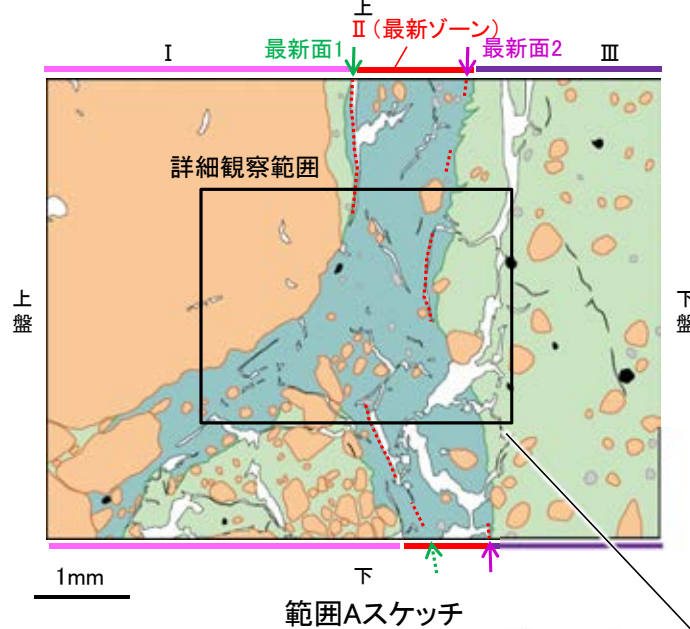 上
Ⅱ(最新ゾーン)
Ⅰ
最新面1
最新面2
Ⅲ
詳細観察範囲
上盤
下盤
1mm
下
範囲Aスケッチ